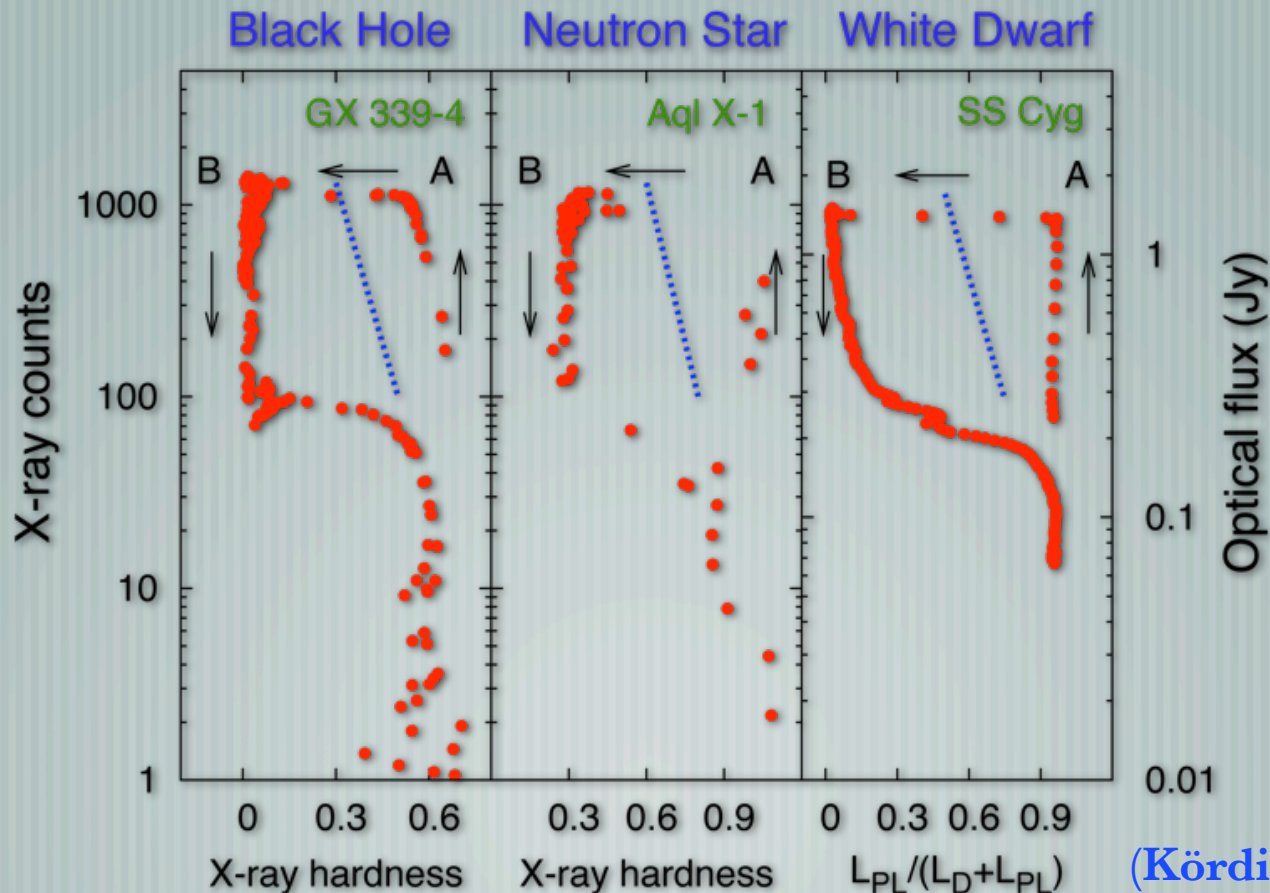 Black Hole
Neutron Star
White Dwarf
GX 339-4
Aql X-1
SS Cyg
B
A
B
A
B
A
X-ray counts
1000
100
10
1
Optical flux (Jy)
1
0.1
0.01
0 0.3 0.6
0.3 0.6 0.9
0 0.3 0.6 0.9
X-ray hardness
X-ray hardness
L_PL/(L_D+L_PL)
(Kördi